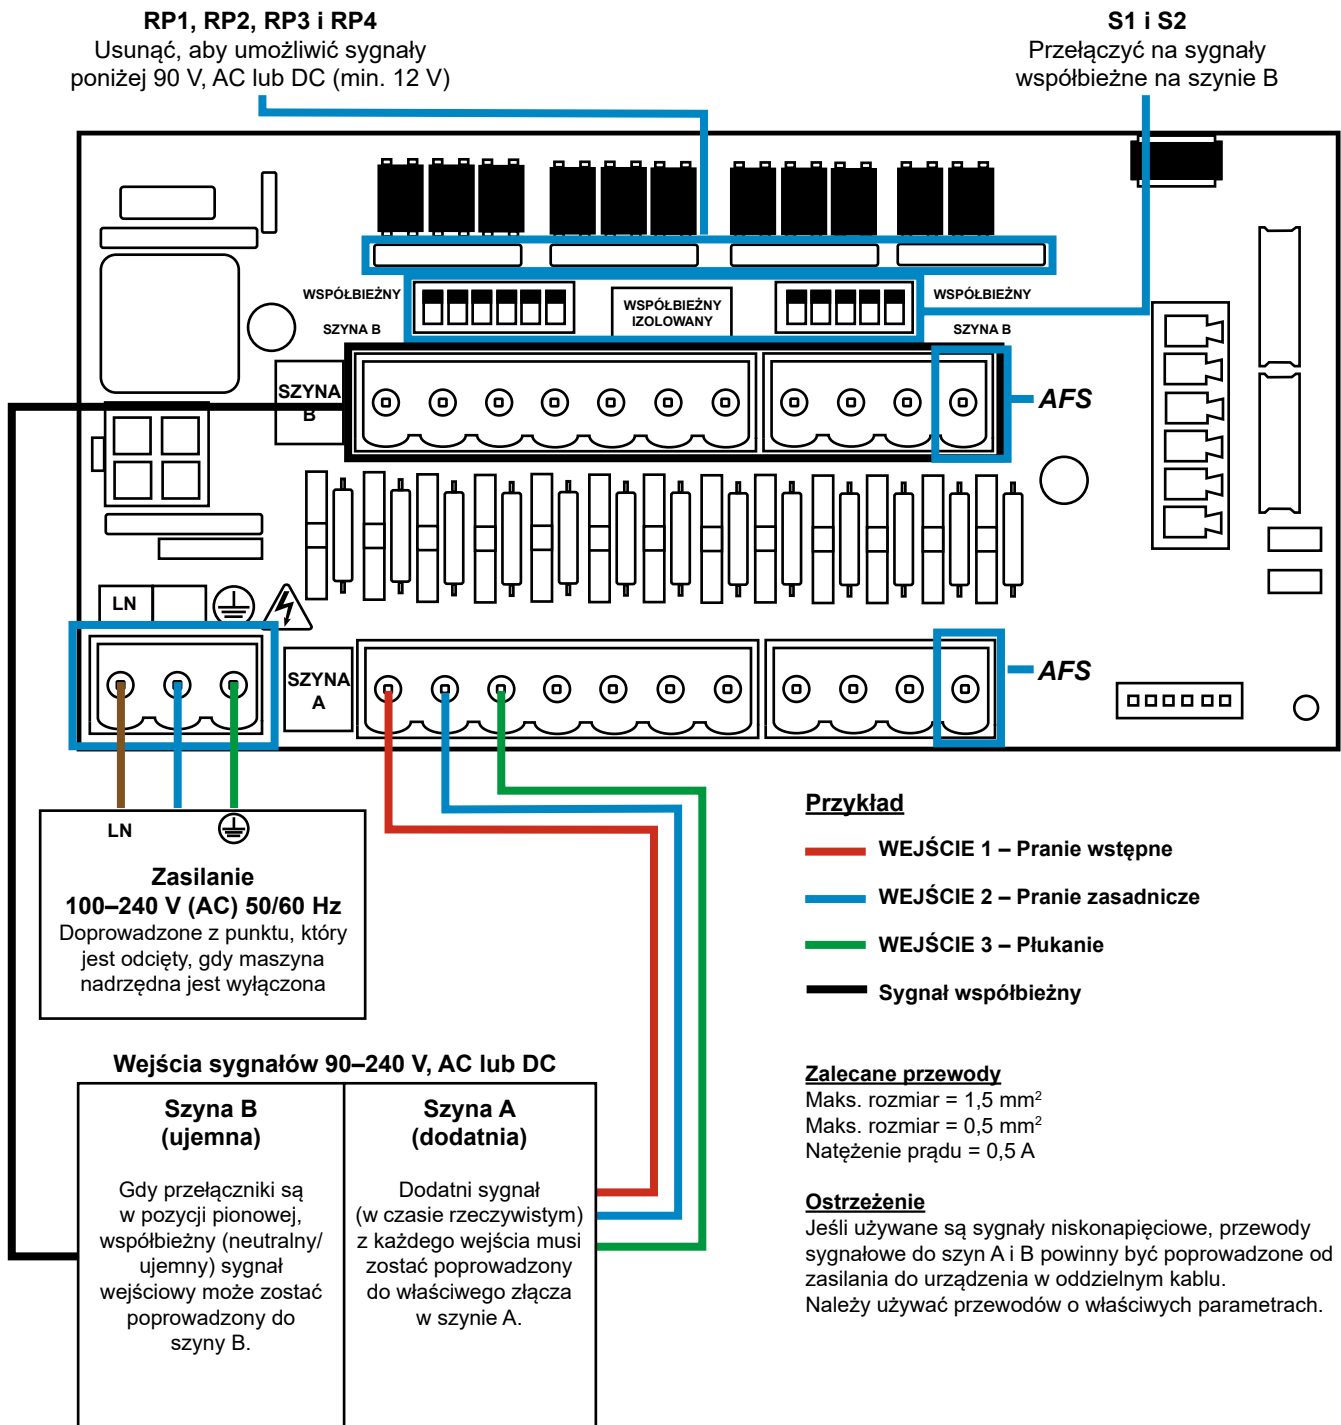 RP1, RP2, RP3 i RP4
Usunąć, aby umożliwić sygnały
poniżej 90 V, AC lub DC (min. 12 V)
S1 i S2
Przełączyć na sygnały
współbieżne na szynie B
WSPÓŁBIEŻNY
SZYNA B
WSPÓŁBIEŻNY
IZOLOWANY
WSPÓŁBIEŻNY
SZYNA B
SZYNA
B
AFS
LN
SZYNA
A
AFS
LN
Zasilanie
100–240 V (AC) 50/60 Hz
Doprowadzone z punktu, który
jest odcięty, gdy maszyna
nadrzędna jest wyłączona
Przykład
WEJŚCIE 1 – Pranie wstępne
WEJŚCIE 2 – Pranie zasadnicze
WEJŚCIE 3 – Płukanie
Sygnał współbieżny
Wejścia sygnałów 90–240 V, AC lub DC
Szyna B
(ujemna)
Gdy przełączniki są
w pozycji pionowej,
współbieżny (neutralny/
ujemny) sygnał
wejściowy może zostać
poprowadzony do
szyny B.
Szyna A
(dodatnia)
Dodatni sygnał
(w czasie rzeczywistym)
z każdego wejścia musi
zostać poprowadzony
do właściwego złącza
w szynie A.
Zalecane przewody
Maks. rozmiar = 1,5 mm²
Maks. rozmiar = 0,5 mm²
Natężenie prądu = 0,5 A
Ostrzeżenie
Jeśli używane są sygnały niskonapięciowe, przewody
sygnałowe do szyn A i B powinny być poprowadzone od
zasilania do urządzenia w oddzielnym kablu.
Należy używać przewodów o właściwych parametrach.